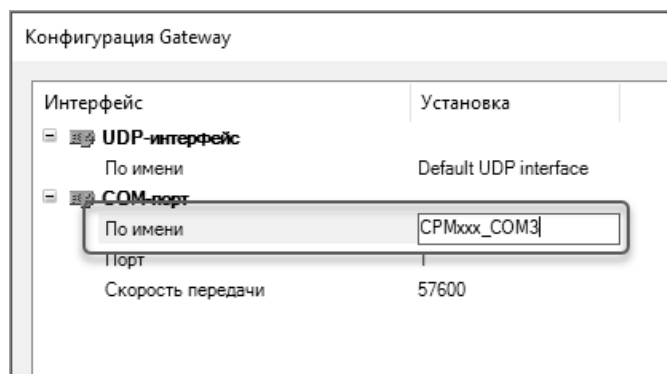 Конфигурация Gateway
Интерфейс Установка
UDP-интерфейс
По имени Default UDP interface
COM-порт
По имени CPMxxx_COM3
Порт 1
Скорость передачи 57600